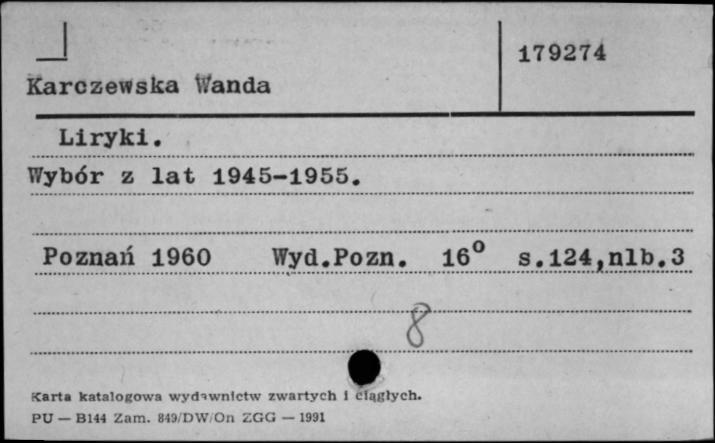 179274
Karczewska Wanda
Liryki.
Wybór z lat 1945-1955.
Poznań 1960 Wyd.Pozn. 16° s.124,nlb.3
8
Karta katalogowa wydawnictw zwartych i ciągłych.
PU — B144 Zam. 849/DW/On ZGG — 1991